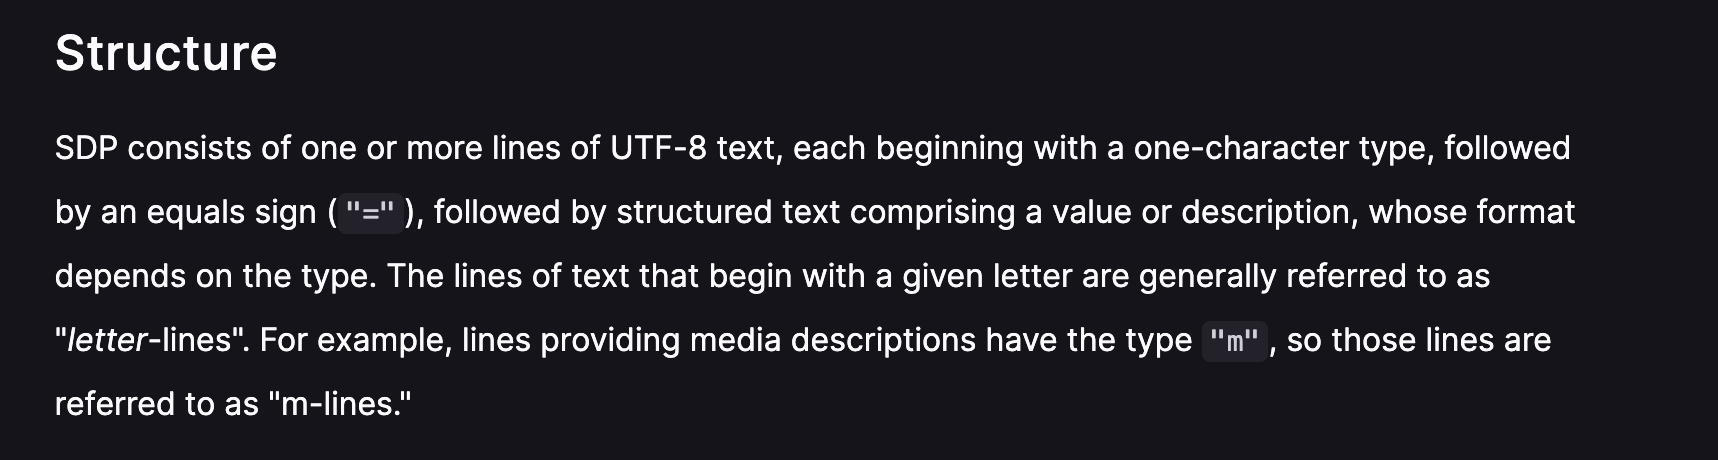 Structure
SDP consists of one or more lines of UTF-8 text, each beginning with a one-character type, followed
by an equals sign ("="), followed by structured text comprising a value or description, whose format
depends on the type. The lines of text that begin with a given letter are generally referred to as
"letter-lines". For example, lines providing media descriptions have the type "m", so those lines are
referred to as "m-lines."